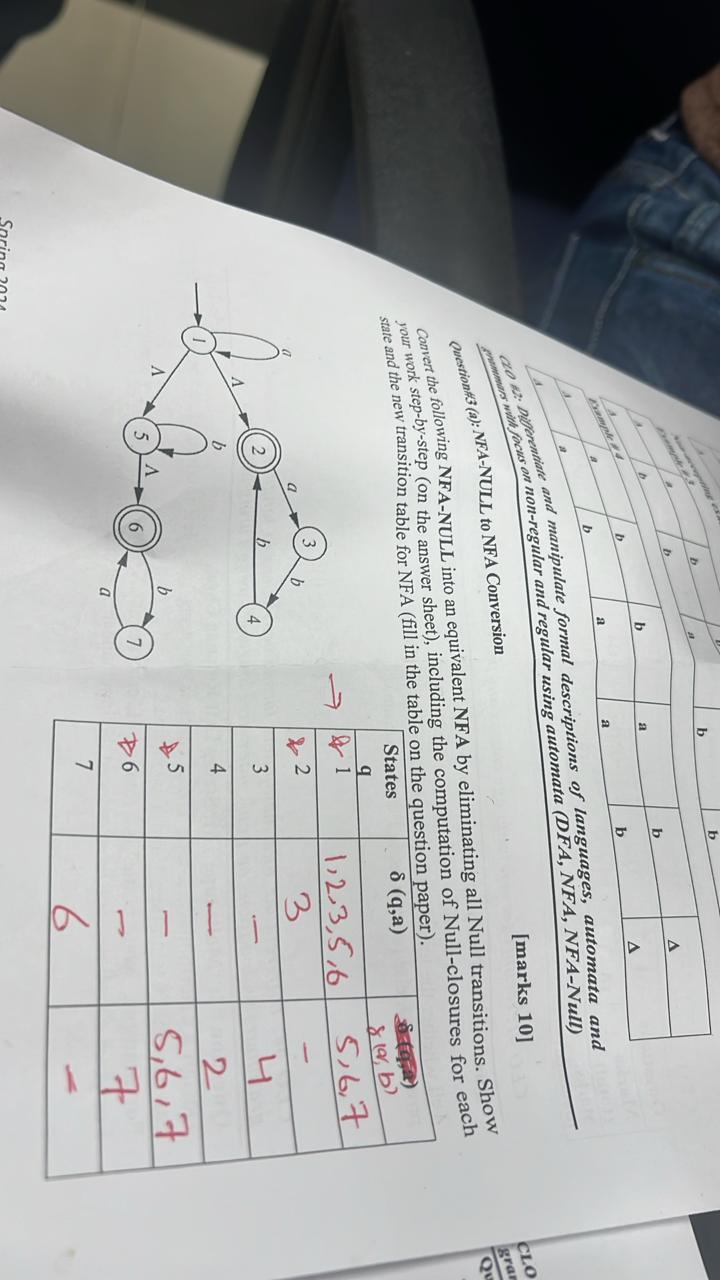 Example # 4
CLO #2: Differentiate and manipulate formal descriptions of languages, automata and
grammars with focus on non-regular and regular using automata (DFA, NFA, NFA-Null)
Question#3 (a): NFA-NULL to NFA Conversion [marks 10]
Convert the following NFA-NULL into an equivalent NFA by eliminating all Null transitions. Show
your work step-by-step (on the answer sheet), including the computation of Null-closures for each
state and the new transition table for NFA (fill in the table on the question paper).
a
a 3 b
1 Λ 2 b 4
Λ b
5 Λ 6 b 7
a
States q δ (q,a) δ (q,b)
→ 1 1,2,3,5,6 5,6,7
2 3 -
3 - 4
4 - 2
5 - 5,6,7
6 - 7
7 6 -
Spring 2024